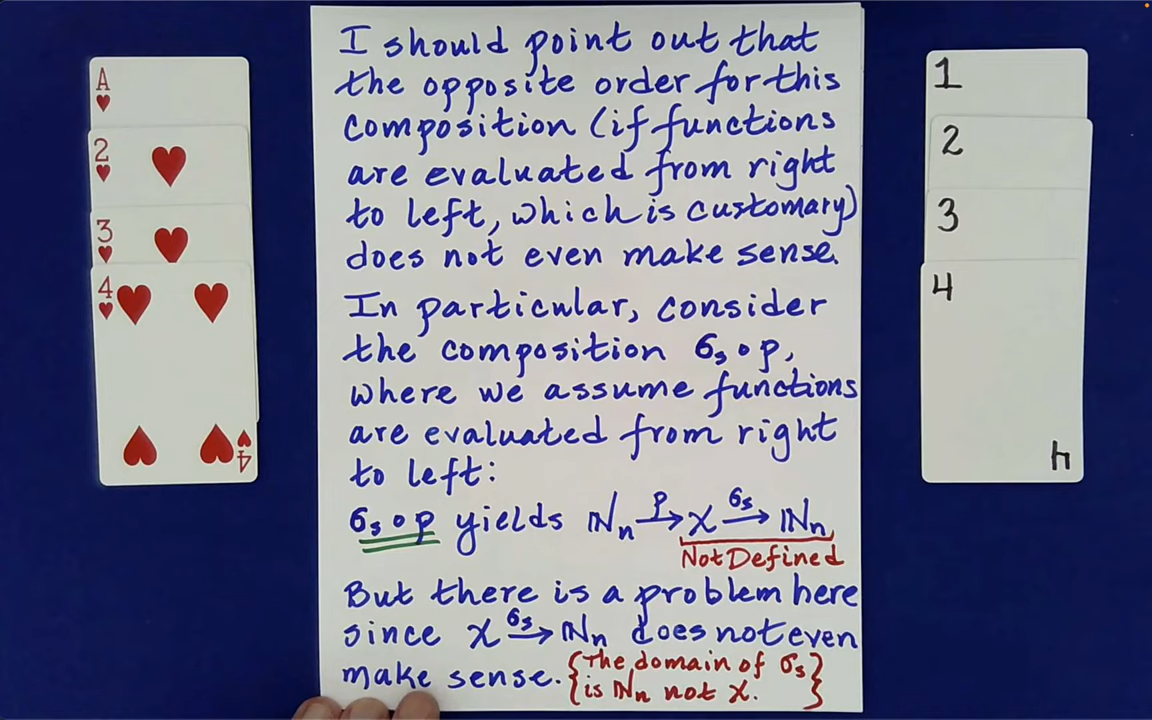 A
2
3
4
4
I should point out that
the opposite order for this
composition (if functions
are evaluated from right
to left, which is customary)
does not even make sense.
In particular, consider
the composition σₛ∘p,
where we assume functions
are evaluated from right
to left:
σₛ∘p yields ℕₙ →ᵖ X →^σₛ ℕₙ
Not Defined
But there is a problem here
since X →^σₛ ℕₙ does not even
make sense. {The domain of σₛ
is ℕₙ not X.}
1
2
3
4
4